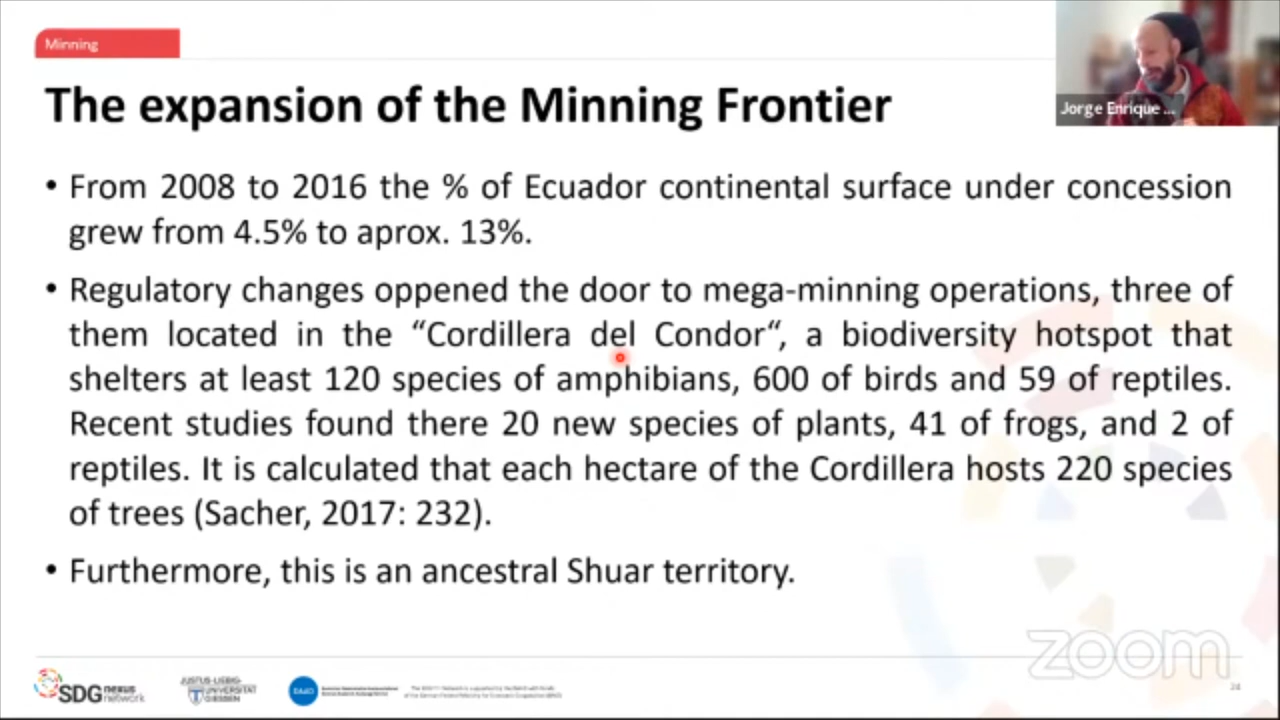 Minning
The expansion of the Minning Frontier
Jorge Enrique ...
• From 2008 to 2016 the % of Ecuador continental surface under concession
grew from 4.5% to aprox. 13%.
• Regulatory changes oppened the door to mega-minning operations, three of
them located in the “Cordillera del Condor“, a biodiversity hotspot that
shelters at least 120 species of amphibians, 600 of birds and 59 of reptiles.
Recent studies found there 20 new species of plants, 41 of frogs, and 2 of
reptiles. It is calculated that each hectare of the Cordillera hosts 220 species
of trees (Sacher, 2017: 232).
• Furthermore, this is an ancestral Shuar territory.
zoom
SDG nexus
network
JUSTUS-LIEBIG-
UNIVERSITÄT
GIESSEN
DAAD
24